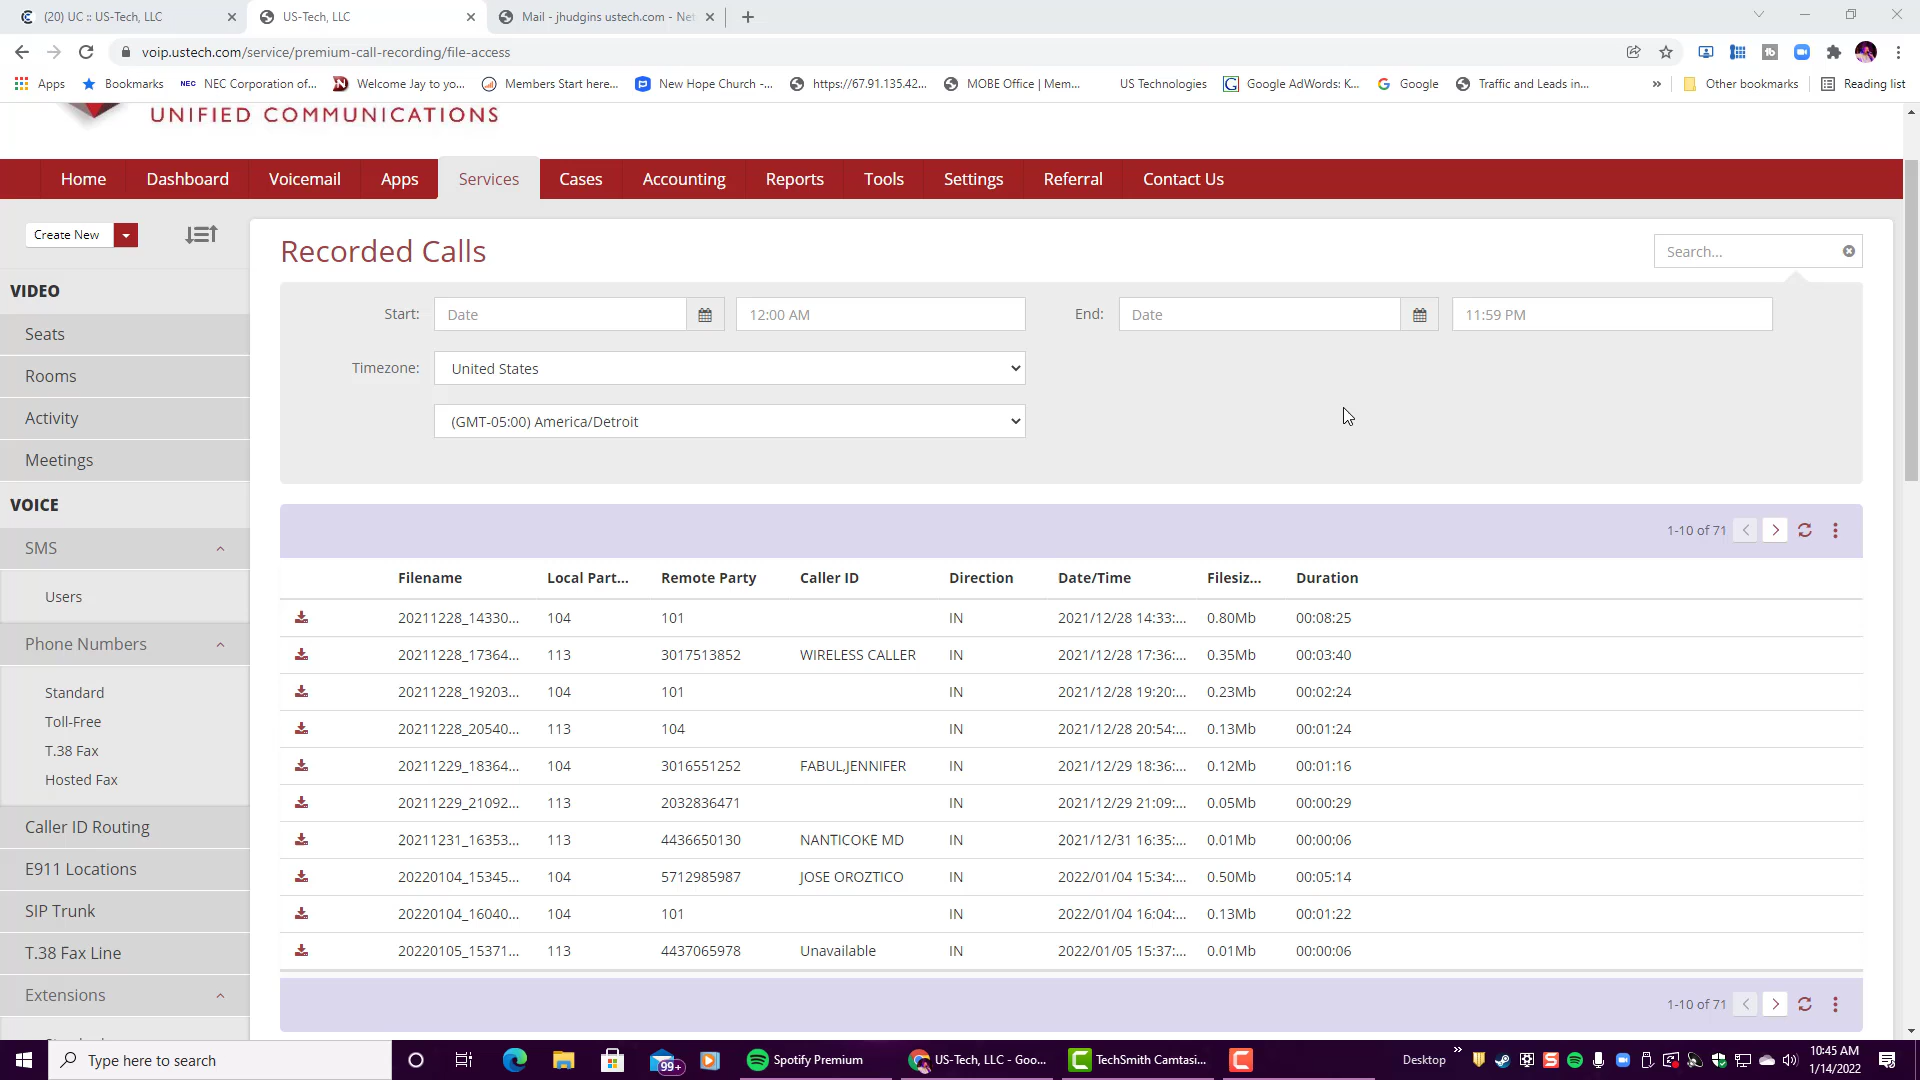 (20) UC :: US-Tech, LLC
US-Tech, LLC
Mail - jhudgins ustech.com - Net
voip.ustech.com/service/premium-call-recording/file-access
Apps
Bookmarks
NEC NEC Corporation of...
Welcome Jay to yo...
Members Start here...
New Hope Church -...
https://67.91.135.42...
MOBE Office | Mem...
US Technologies
Google AdWords: K...
Google
Traffic and Leads in...
»
Other bookmarks
Reading list
UNIFIED COMMUNICATIONS
Home Dashboard Voicemail Apps Services Cases Accounting Reports Tools Settings Referral Contact Us
Create New
VIDEO
Seats
Rooms
Activity
Meetings
VOICE
SMS
Users
Phone Numbers
Standard
Toll-Free
T.38 Fax
Hosted Fax
Caller ID Routing
E911 Locations
SIP Trunk
T.38 Fax Line
Extensions
Recorded Calls
Search...
Start: Date 12:00 AM End: Date 11:59 PM
Timezone: United States
(GMT-05:00) America/Detroit
1-10 of 71
Filename Local Part... Remote Party Caller ID Direction Date/Time Filesiz... Duration
20211228_14330... 104 101 IN 2021/12/28 14:33:... 0.80Mb 00:08:25
20211228_17364... 113 3017513852 WIRELESS CALLER IN 2021/12/28 17:36:... 0.35Mb 00:03:40
20211228_19203... 104 101 IN 2021/12/28 19:20:... 0.23Mb 00:02:24
20211228_20540... 113 104 IN 2021/12/28 20:54:... 0.13Mb 00:01:24
20211229_18364... 104 3016551252 FABUL,JENNIFER IN 2021/12/29 18:36:... 0.12Mb 00:01:16
20211229_21092... 113 2032836471 IN 2021/12/29 21:09:... 0.05Mb 00:00:29
20211231_16353... 113 4436650130 NANTICOKE MD IN 2021/12/31 16:35:... 0.01Mb 00:00:06
20220104_15345... 104 5712985987 JOSE OROZTICO IN 2022/01/04 15:34:... 0.50Mb 00:05:14
20220104_16040... 104 101 IN 2022/01/04 16:04:... 0.13Mb 00:01:22
20220105_15371... 113 4437065978 Unavailable IN 2022/01/05 15:37:... 0.01Mb 00:00:06
1-10 of 71
Type here to search
99+
Spotify Premium
US-Tech, LLC - Goo...
TechSmith Camtasi...
Desktop »
10:45 AM
1/14/2022